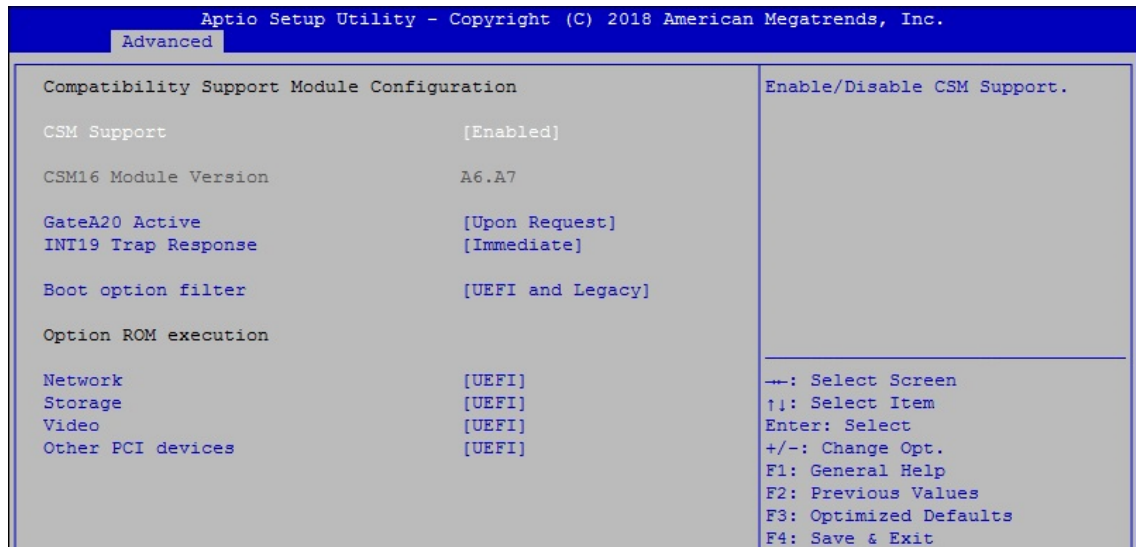 Aptio Setup Utility - Copyright (C) 2018 American Megatrends, Inc.
Advanced
Compatibility Support Module Configuration
CSM Support [Enabled]
CSM16 Module Version A6.A7
GateA20 Active [Upon Request]
INT19 Trap Response [Immediate]
Boot option filter [UEFI and Legacy]
Option ROM execution
Network [UEFI]
Storage [UEFI]
Video [UEFI]
Other PCI devices [UEFI]
Enable/Disable CSM Support.
→←: Select Screen
↑↓: Select Item
Enter: Select
+/-: Change Opt.
F1: General Help
F2: Previous Values
F3: Optimized Defaults
F4: Save & Exit